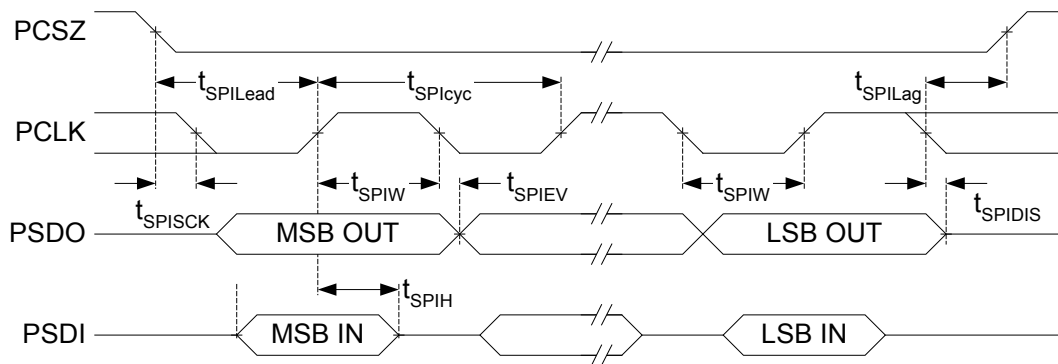 PCSZ
tSPILead
tSPIcyc
tSPILag
PCLK
tSPIW
tSPIEV
tSPIW
tSPISCK
tSPIDIS
PSDO
MSB OUT
LSB OUT
tSPIH
PSDI
MSB IN
LSB IN